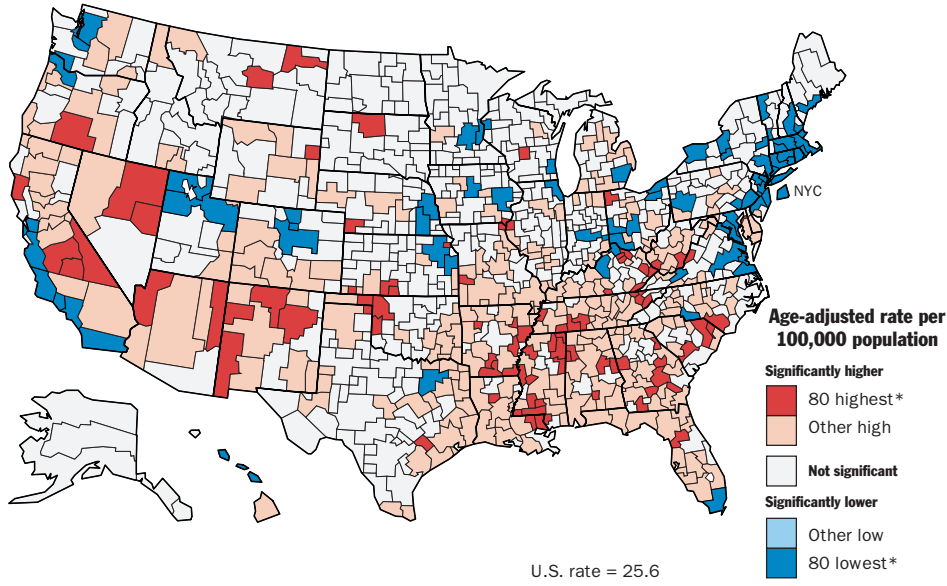 NYC
Age-adjusted rate per
100,000 population
Significantly higher
80 highest*
Other high
Not significant
Significantly lower
Other low
80 lowest*
U.S. rate = 25.6